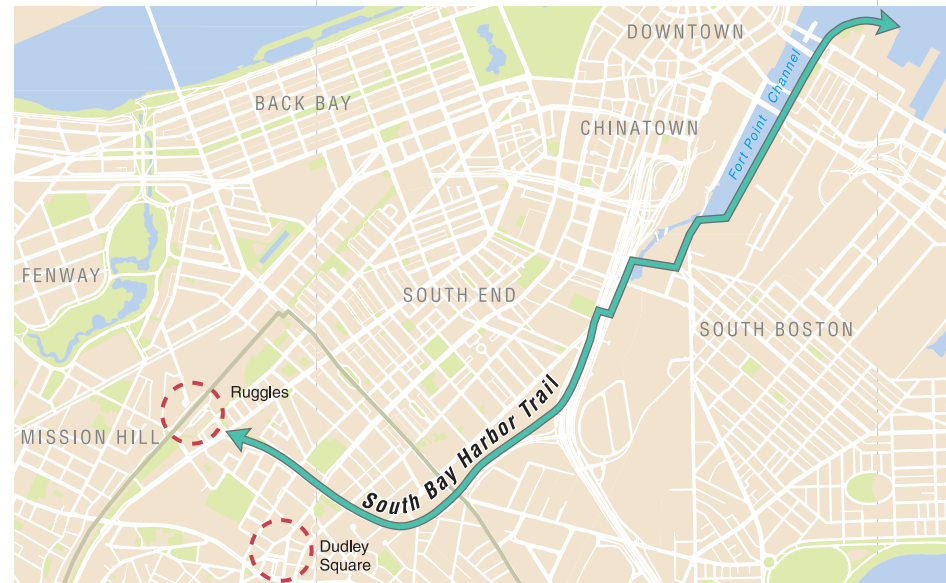 DOWNTOWN
BACK BAY
CHINATOWN
Fort Point Channel
FENWAY
SOUTH END
SOUTH BOSTON
Ruggles
MISSION HILL
South Bay Harbor Trail
Dudley
Square